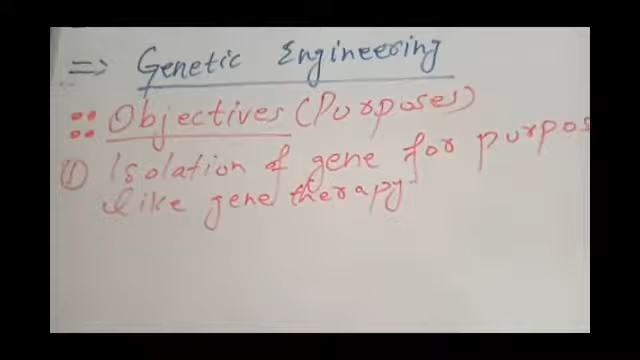 => Genetic Engineering
:: Objectives (Purposes)
① Isolation of gene for purpos
like gene therapy